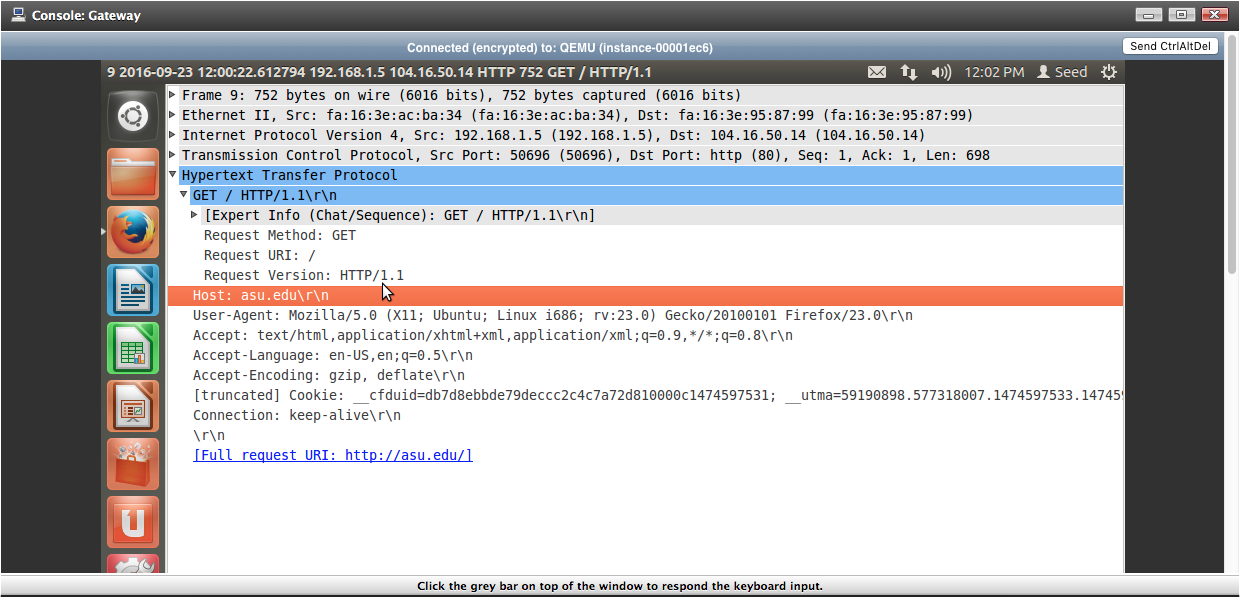 Console: Gateway
Connected (encrypted) to: QEMU (instance-00001ec6)
Send CtrlAltDel
9 2016-09-23 12:00:22.612794 192.168.1.5 104.16.50.14 HTTP 752 GET / HTTP/1.1
12:02 PM Seed
Frame 9: 752 bytes on wire (6016 bits), 752 bytes captured (6016 bits)
Ethernet II, Src: fa:16:3e:ac:ba:34 (fa:16:3e:ac:ba:34), Dst: fa:16:3e:95:87:99 (fa:16:3e:95:87:99)
Internet Protocol Version 4, Src: 192.168.1.5 (192.168.1.5), Dst: 104.16.50.14 (104.16.50.14)
Transmission Control Protocol, Src Port: 50696 (50696), Dst Port: http (80), Seq: 1, Ack: 1, Len: 698
Hypertext Transfer Protocol
GET / HTTP/1.1\r\n
[Expert Info (Chat/Sequence): GET / HTTP/1.1\r\n]
Request Method: GET
Request URI: /
Request Version: HTTP/1.1
Host: asu.edu\r\n
User-Agent: Mozilla/5.0 (X11; Ubuntu; Linux i686; rv:23.0) Gecko/20100101 Firefox/23.0\r\n
Accept: text/html,application/xhtml+xml,application/xml;q=0.9,*/*;q=0.8\r\n
Accept-Language: en-US,en;q=0.5\r\n
Accept-Encoding: gzip, deflate\r\n
[truncated] Cookie: __cfduid=db7d8ebbde79deccc2c4c7a72d810000c1474597531; __utma=59190898.577318007.1474597533.14745
Connection: keep-alive\r\n
\r\n
[Full request URI: http://asu.edu/]
Click the grey bar on top of the window to respond the keyboard input.